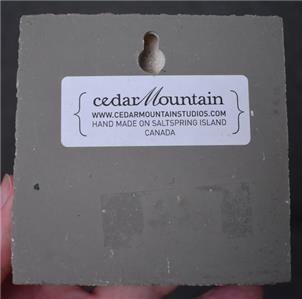 cedarMountain
WWW.CEDARMOUNTAINSTUDIOS.COM
HAND MADE ON SALTSPRING ISLAND
CANADA